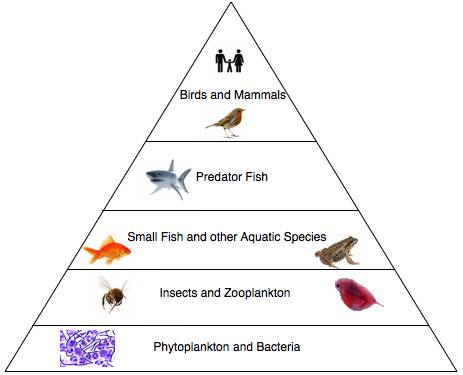 Birds and Mammals
Predator Fish
Small Fish and other Aquatic Species
Insects and Zooplankton
Phytoplankton and Bacteria